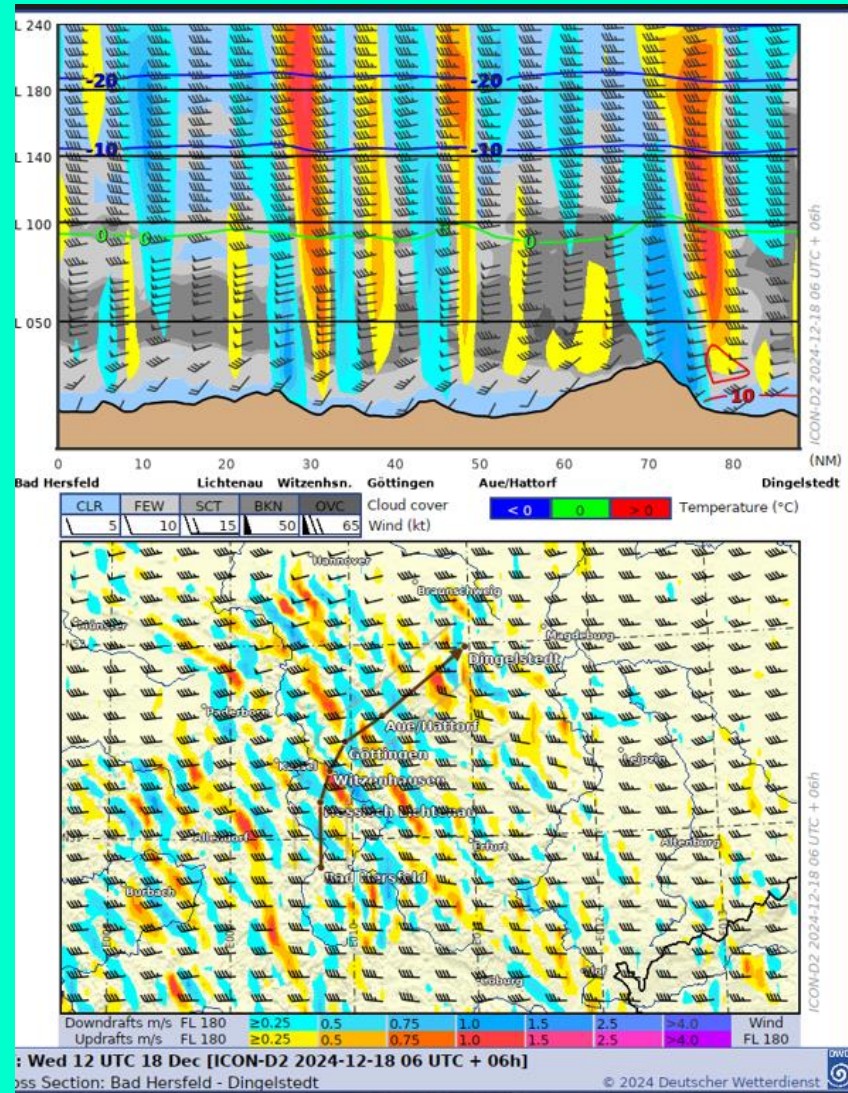 L 240
-20
-20
L 180
-10
-10
L 140
L 100
0
0
0
0
L 050
10
ICON-D2 2024-12-18 06 UTC + 06h
0 10 20 30 40 50 60 70 80 (NM)
Bad Hersfeld Lichtenau Witzenhsn. Göttingen Aue/Hattorf Dingelstedt
CLR FEW SCT BKN OVC Cloud cover
5 10 15 50 65 Wind (kt)
< 0 0 > 0 Temperature (°C)
Hannover
Braunschweig
Münster
Magdeburg
Dingelstedt
Paderborn
Aue/Hattorf
Göttingen
Kassel
Leipzig
Witzenhausen
Hessisch Lichtenau
Allendorf
Erfurt
Altenburg
Bad Hersfeld
Burbach
Hof
Coburg
ICON-D2 2024-12-18 06 UTC + 06h
Downdrafts m/s FL 180 ≥0.25 0.5 0.75 1.0 1.5 2.5 >4.0 Wind
Updrafts m/s FL 180 ≥0.25 0.5 0.75 1.0 1.5 2.5 >4.0 FL 180
: Wed 12 UTC 18 Dec [ICON-D2 2024-12-18 06 UTC + 06h]
oss Section: Bad Hersfeld - Dingelstedt © 2024 Deutscher Wetterdienst
DWD